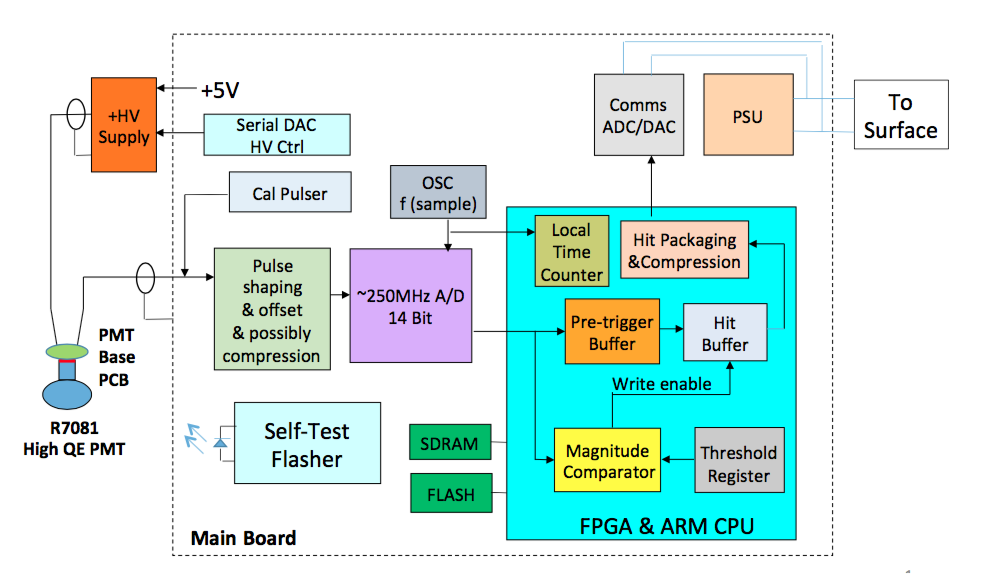 +HV
Supply
+5V
Serial DAC
HV Ctrl
Cal Pulser
OSC
f (sample)
Comms
ADC/DAC
PSU
To
Surface
Pulse
shaping
& offset
& possibly
compression
~250MHz A/D
14 Bit
Local
Time
Counter
Hit Packaging
&Compression
Pre-trigger
Buffer
Hit
Buffer
Write enable
Magnitude
Comparator
Threshold
Register
FPGA & ARM CPU
SDRAM
FLASH
Self-Test
Flasher
PMT
Base
PCB
R7081
High QE PMT
Main Board